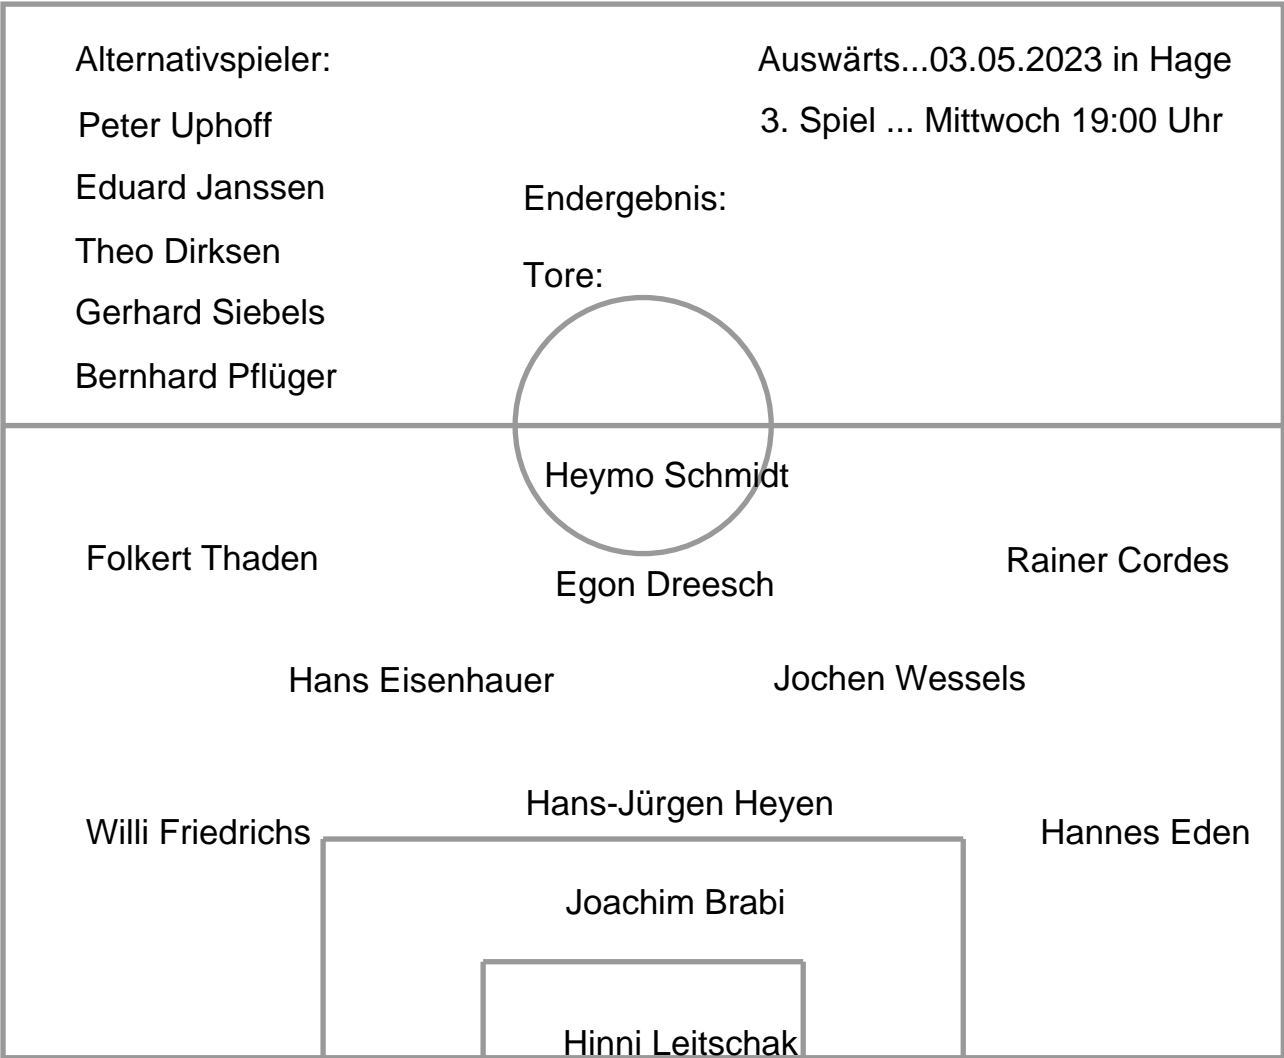 Alternativspieler:
Peter Uphoff
Eduard Janssen
Theo Dirksen
Gerhard Siebels
Bernhard Pflüger
Auswärts...03.05.2023 in Hage
3. Spiel ... Mittwoch 19:00 Uhr
Endergebnis:
Tore:
Heymo Schmidt
Folkert Thaden
Egon Dreesch
Rainer Cordes
Hans Eisenhauer
Jochen Wessels
Hans-Jürgen Heyen
Willi Friedrichs
Hannes Eden
Joachim Brabi
Hinni Leitschak